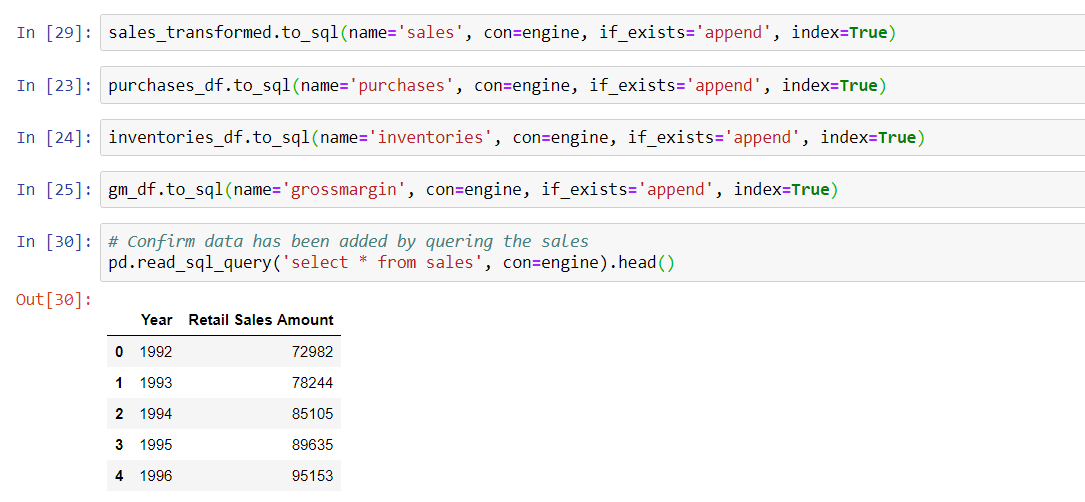 In [29]: sales_transformed.to_sql(name='sales', con=engine, if_exists='append', index=True)
In [23]: purchases_df.to_sql(name='purchases', con=engine, if_exists='append', index=True)
In [24]: inventories_df.to_sql(name='inventories', con=engine, if_exists='append', index=True)
In [25]: gm_df.to_sql(name='grossmargin', con=engine, if_exists='append', index=True)
In [30]: # Confirm data has been added by quering the sales
pd.read_sql_query('select * from sales', con=engine).head()
Out[30]:
Year Retail Sales Amount
0 1992 72982
1 1993 78244
2 1994 85105
3 1995 89635
4 1996 95153